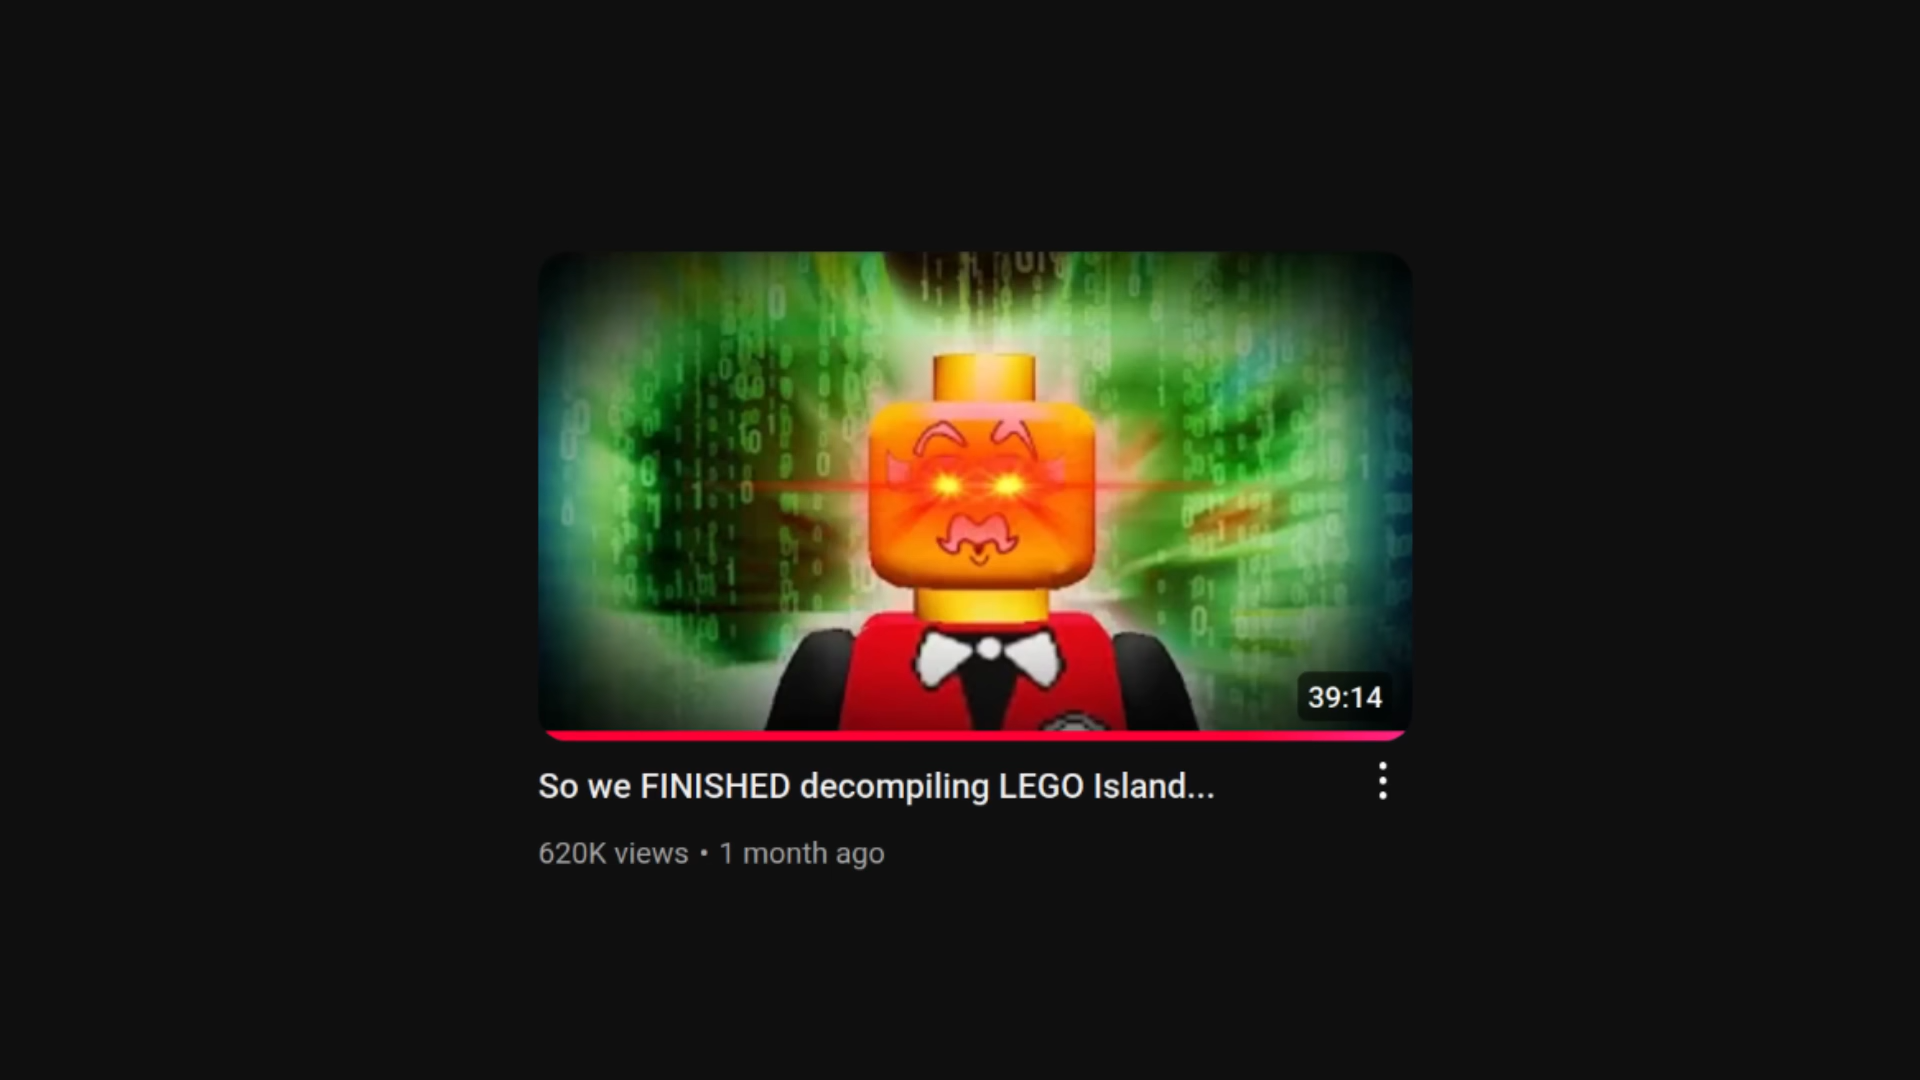 39:14
So we FINISHED decompiling LEGO Island...
620K views • 1 month ago